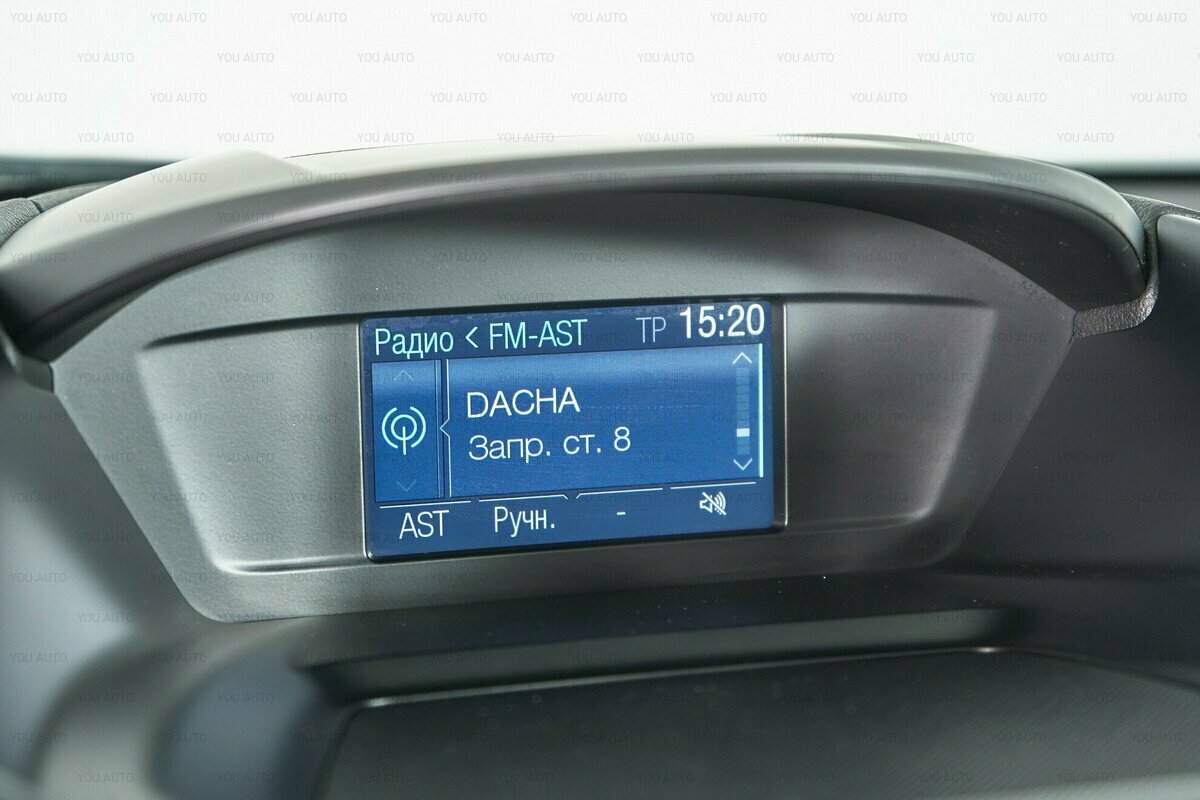 Радио < FM-AST TP 15:20
DACHA
Запр. ст. 8
AST Ручн. -
YOU AUTO